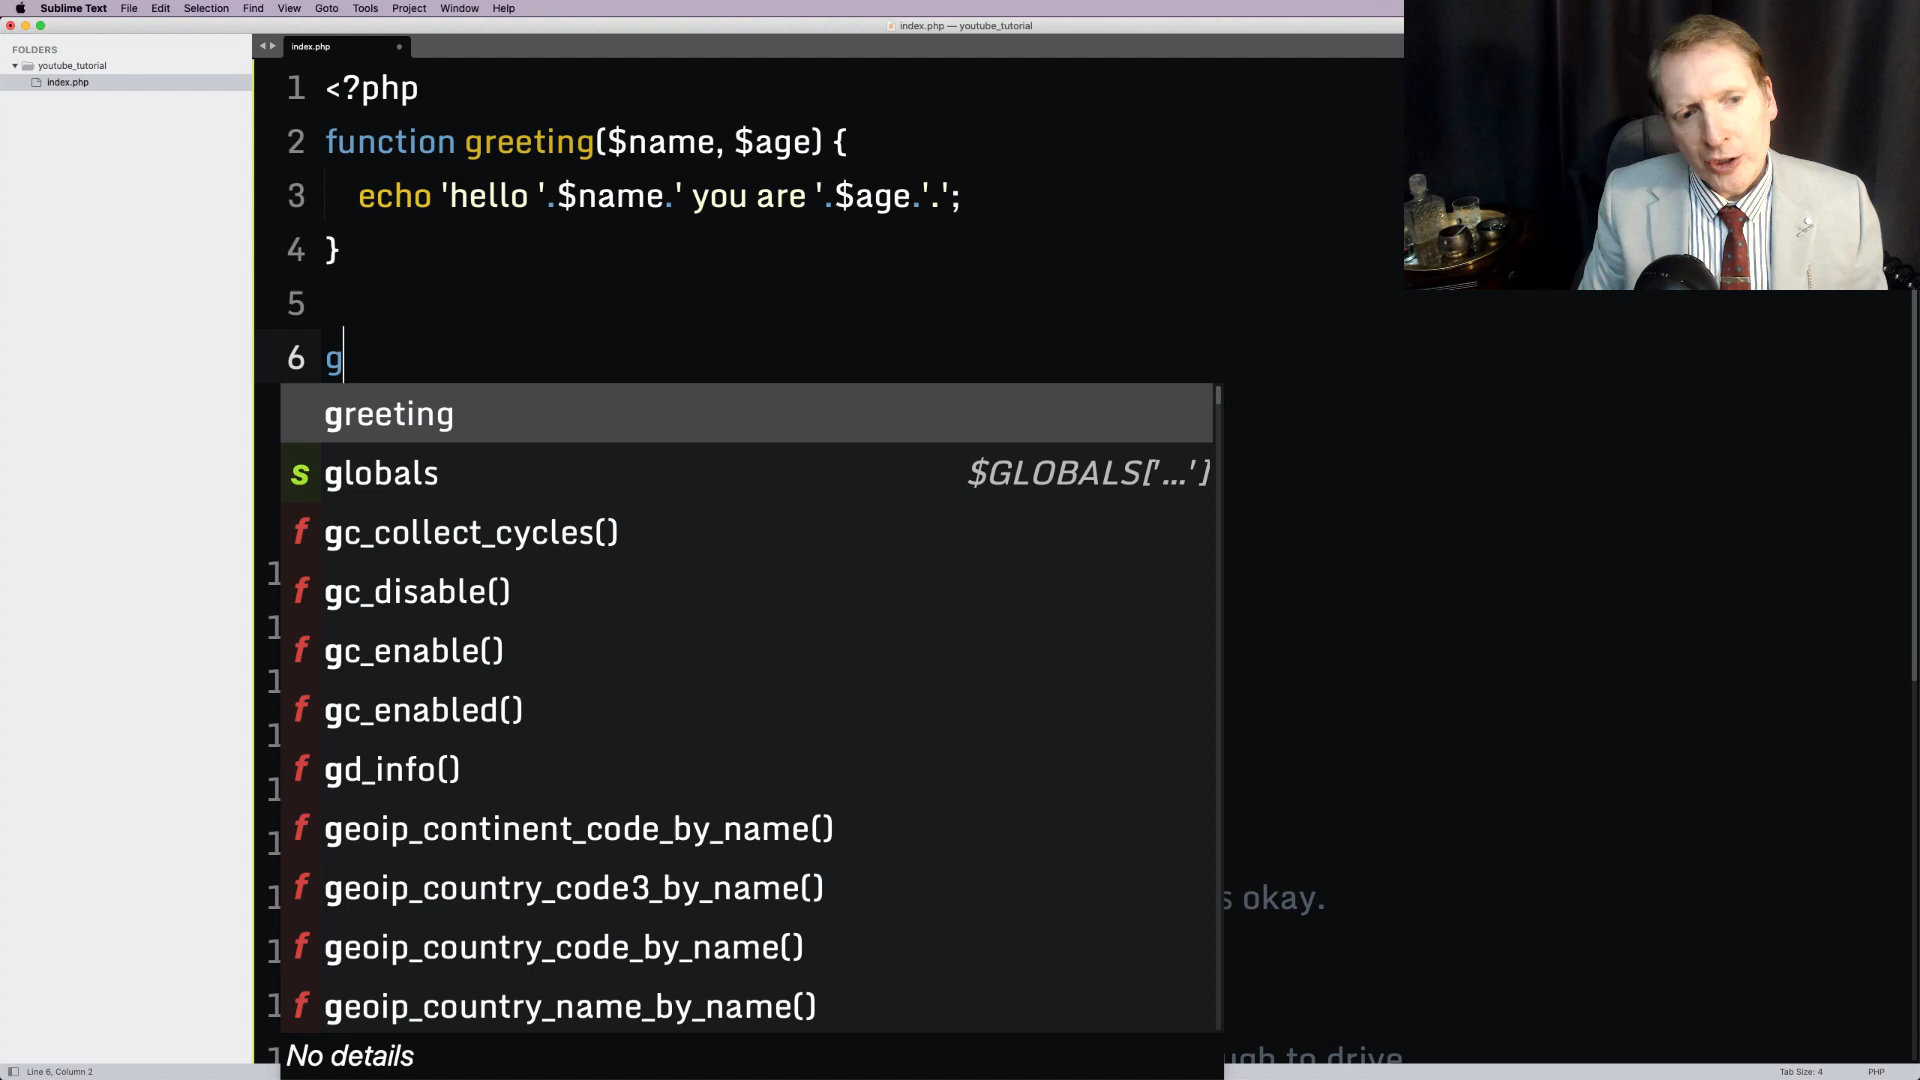 Sublime Text File Edit Selection Find View Goto Tools Project Window Help
index.php — youtube_tutorial
FOLDERS
youtube_tutorial
index.php
index.php
1 <?php
2 function greeting($name, $age) {
3 echo 'hello '.$name.' you are '.$age.'.';
4 }
5
6 g
greeting
s globals $GLOBALS['...']
f gc_collect_cycles()
f gc_disable()
f gc_enable()
f gc_enabled()
f gd_info()
f geoip_continent_code_by_name()
f geoip_country_code3_by_name()
s okay.
f geoip_country_code_by_name()
f geoip_country_name_by_name()
No details
ugh to drive
Line 6, Column 2 Tab Size: 4 PHP